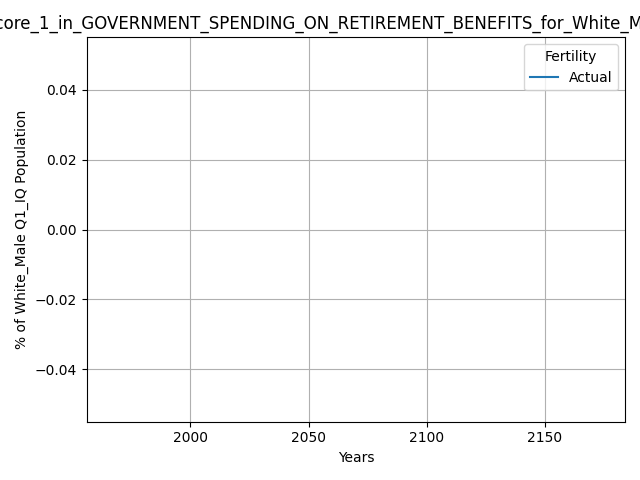 core_1_in_GOVERNMENT_SPENDING_ON_RETIREMENT_BENEFITS_for_White_M
Fertility
Actual
% of White_Male Q1_IQ Population
0.04
0.02
0.00
−0.02
−0.04
2000
2050
2100
2150
Years